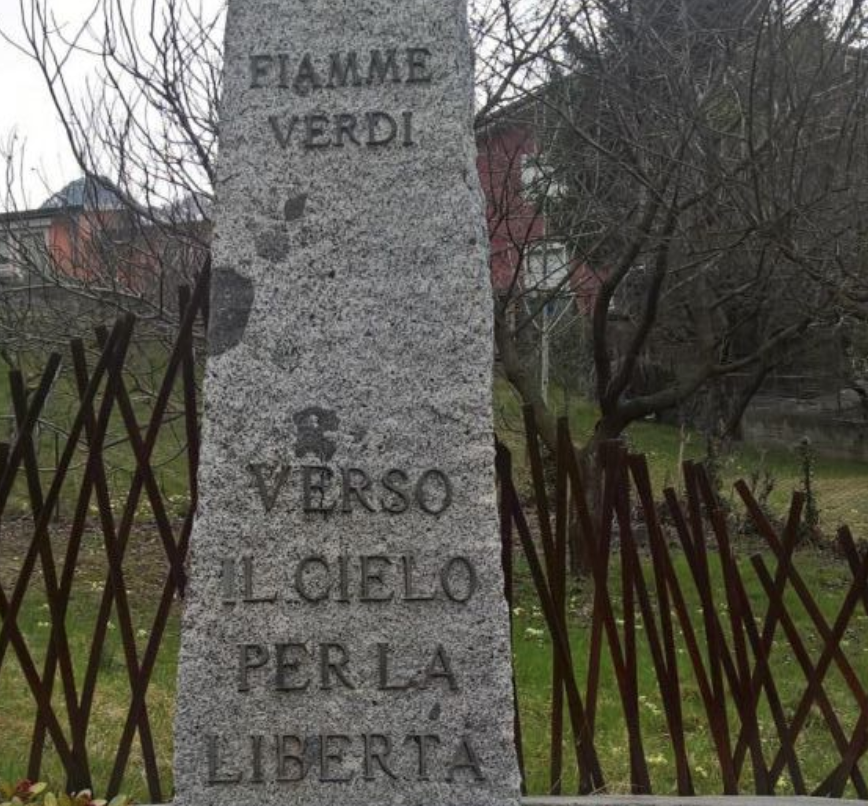 FIAMME
VERDI
VERSO
IL CIELO
PER LA
LIBERTÀ